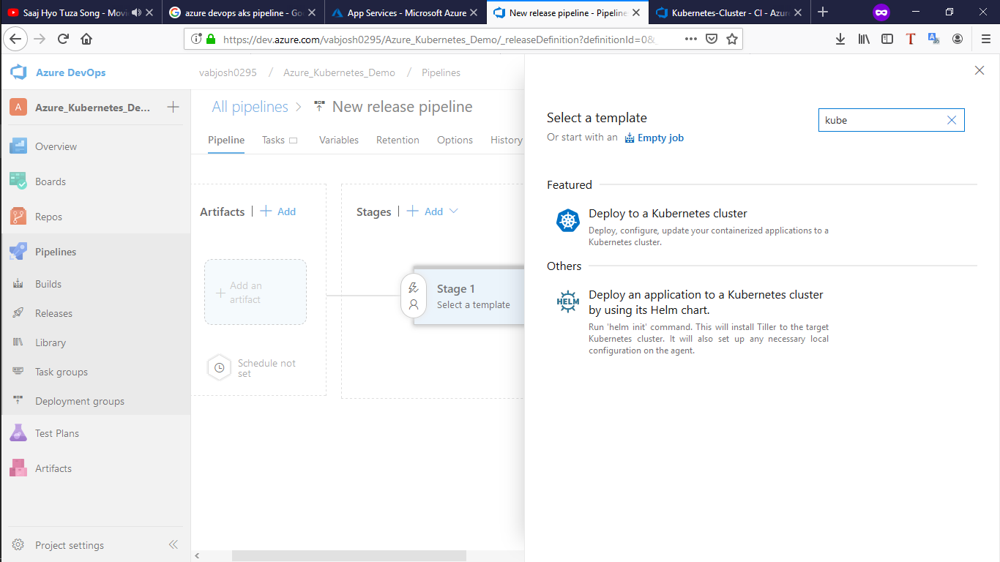 Saaj Hyo Tuza Song - Movi
azure devops aks pipeline - Go
App Services - Microsoft Azure
New release pipeline - Pipeline
Kubernetes-Cluster - CI - Azur
https://dev.azure.com/vabjosh0295/Azure_Kubernetes_Demo/_releaseDefinition?definitionId=0&_
Azure DevOps
vabjosh0295 / Azure_Kubernetes_Demo / Pipelines
A
Azure_Kubernetes_De...
Overview
Boards
Repos
Pipelines
Builds
Releases
Library
Task groups
Deployment groups
Test Plans
Artifacts
Project settings
All pipelines > New release pipeline
Pipeline Tasks Variables Retention Options History
Artifacts | + Add
Stages | + Add
Add an
artifact
Schedule not
set
Stage 1
Select a template
Select a template
Or start with an Empty job
kube
Featured
Deploy to a Kubernetes cluster
Deploy, configure, update your containerized applications to a
Kubernetes cluster.
Others
HELM
Deploy an application to a Kubernetes cluster
by using its Helm chart.
Run 'helm init' command. This will install Tiller to the target
Kubernetes cluster. It will also set up any necessary local
configuration on the agent.